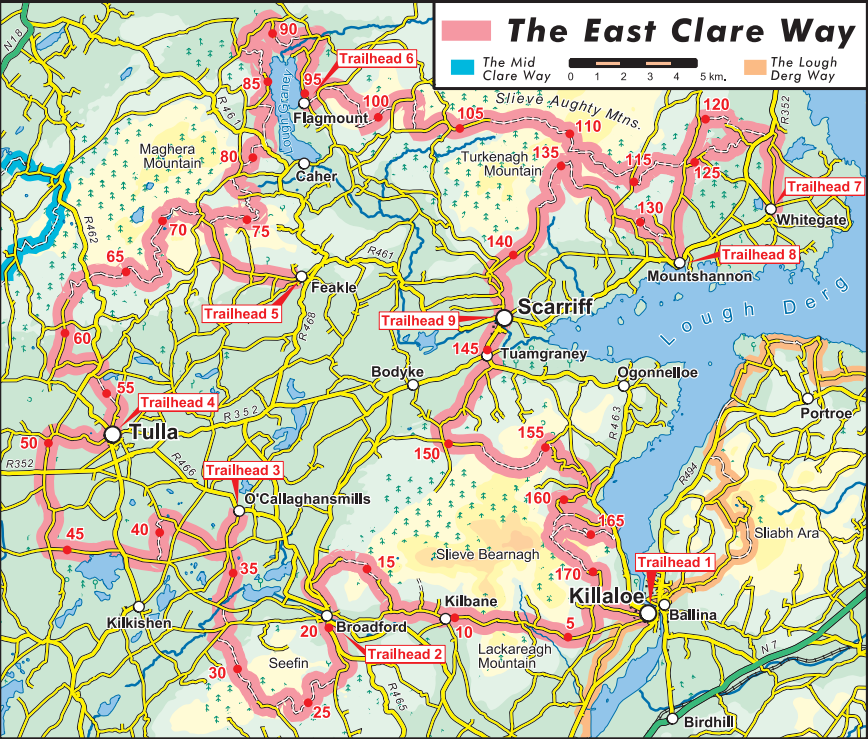 The East Clare Way
The Mid
Clare Way
0 1 2 3 4 5 km.
The Lough
Derg Way
N18
90
Trailhead 6
85
95
Lough Graney
R461
Flagmount
100
105
Slieve Aughty Mtns.
110
120
R352
Maghera
Mountain
80
Caher
Turkenagh
Mountain
135
115
125
Trailhead 7
Whitegate
R462
70
75
130
140
Trailhead 8
Mountshannon
65
R461
Feakle
Trailhead 5
R468
Scarriff
Trailhead 9
Lough Derg
60
145
Tuamgraney
Bodyke
Ogonnelloe
55
Trailhead 4
R352
Portroe
50
Tulla
R463
150
155
R352
R466
Trailhead 3
R494
O'Callaghansmills
160
40
165
Sliabh Ara
45
35
15
Slieve Bearnagh
170
Trailhead 1
Killaloe
Kilkishen
Kilbane
Ballina
20
Broadford
10
5
Trailhead 2
Lackareagh
Mountain
Seefin
30
N7
25
R465
Birdhill